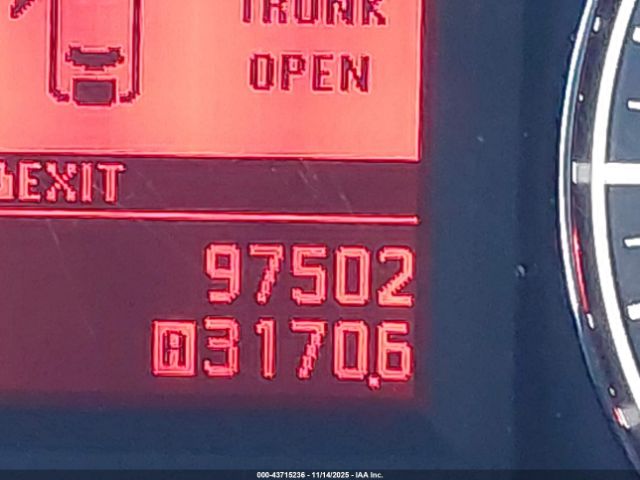 TRUNK
OPEN
EXIT
97502
A 3170.6
000-43715236 - 11/14/2025 - IAA Inc.